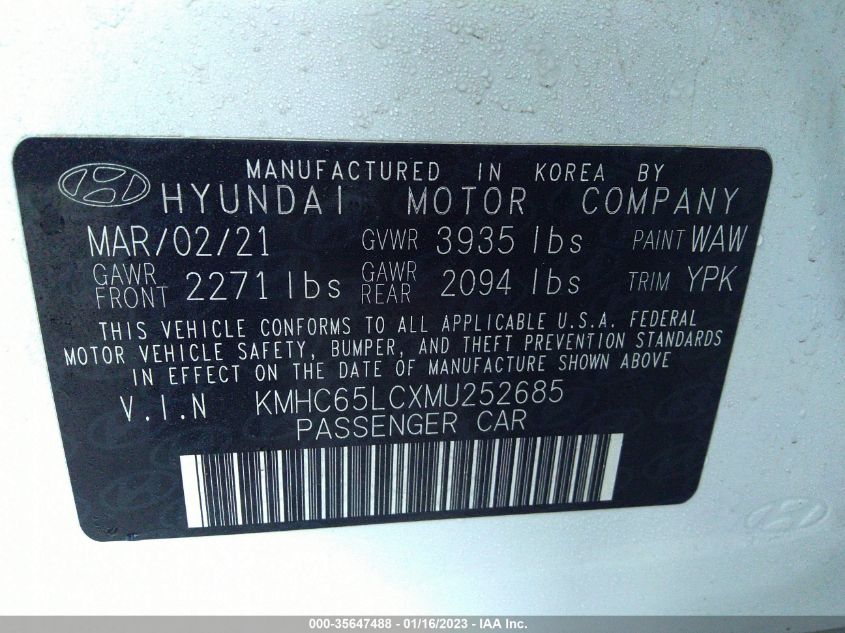 MANUFACTURED IN KOREA BY
HYUNDAI MOTOR COMPANY
MAR/02/21 GVWR 3935 lbs PAINT WAW
GAWR FRONT 2271 lbs GAWR REAR 2094 lbs TRIM YPK
THIS VEHICLE CONFORMS TO ALL APPLICABLE U.S.A. FEDERAL
MOTOR VEHICLE SAFETY, BUMPER, AND THEFT PREVENTION STANDARDS
IN EFFECT ON THE DATE OF MANUFACTURE SHOWN ABOVE
V.I.N KMHC65LCXMU252685
PASSENGER CAR
000-35647488 - 01/16/2023 - IAA Inc.